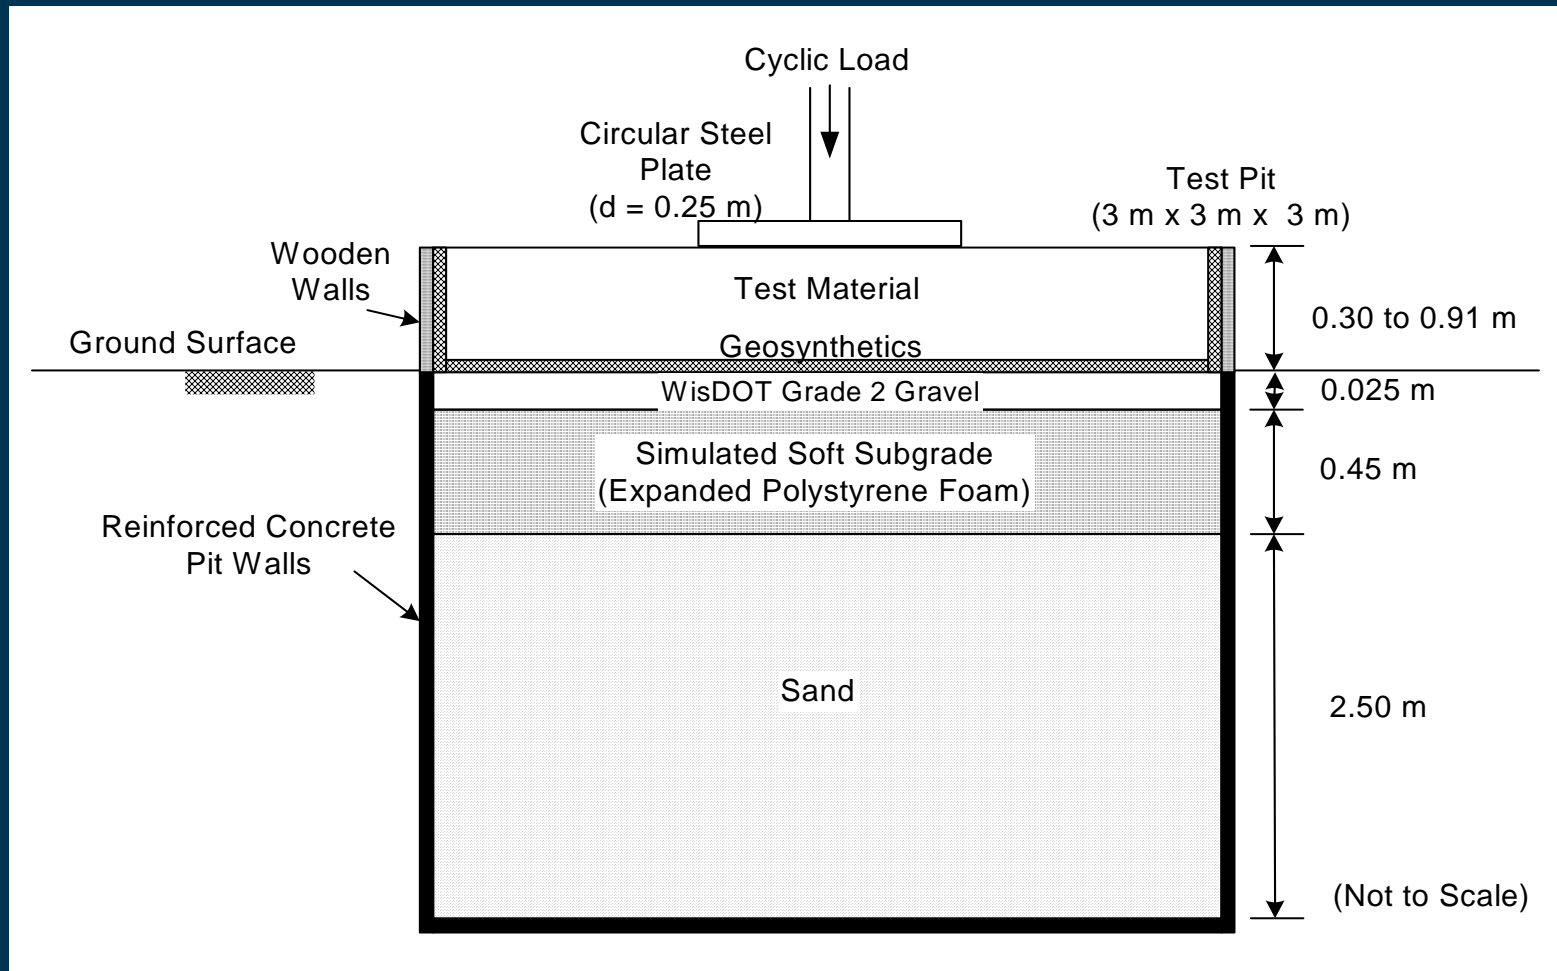 Cyclic Load
Circular Steel
Plate
(d = 0.25 m)
Test Pit
(3 m x 3 m x 3 m)
Wooden
Walls
Test Material
0.30 to 0.91 m
Ground Surface
Geosynthetics
WisDOT Grade 2 Gravel
0.025 m
Simulated Soft Subgrade
(Expanded Polystyrene Foam)
0.45 m
Reinforced Concrete
Pit Walls
Sand
2.50 m
(Not to Scale)